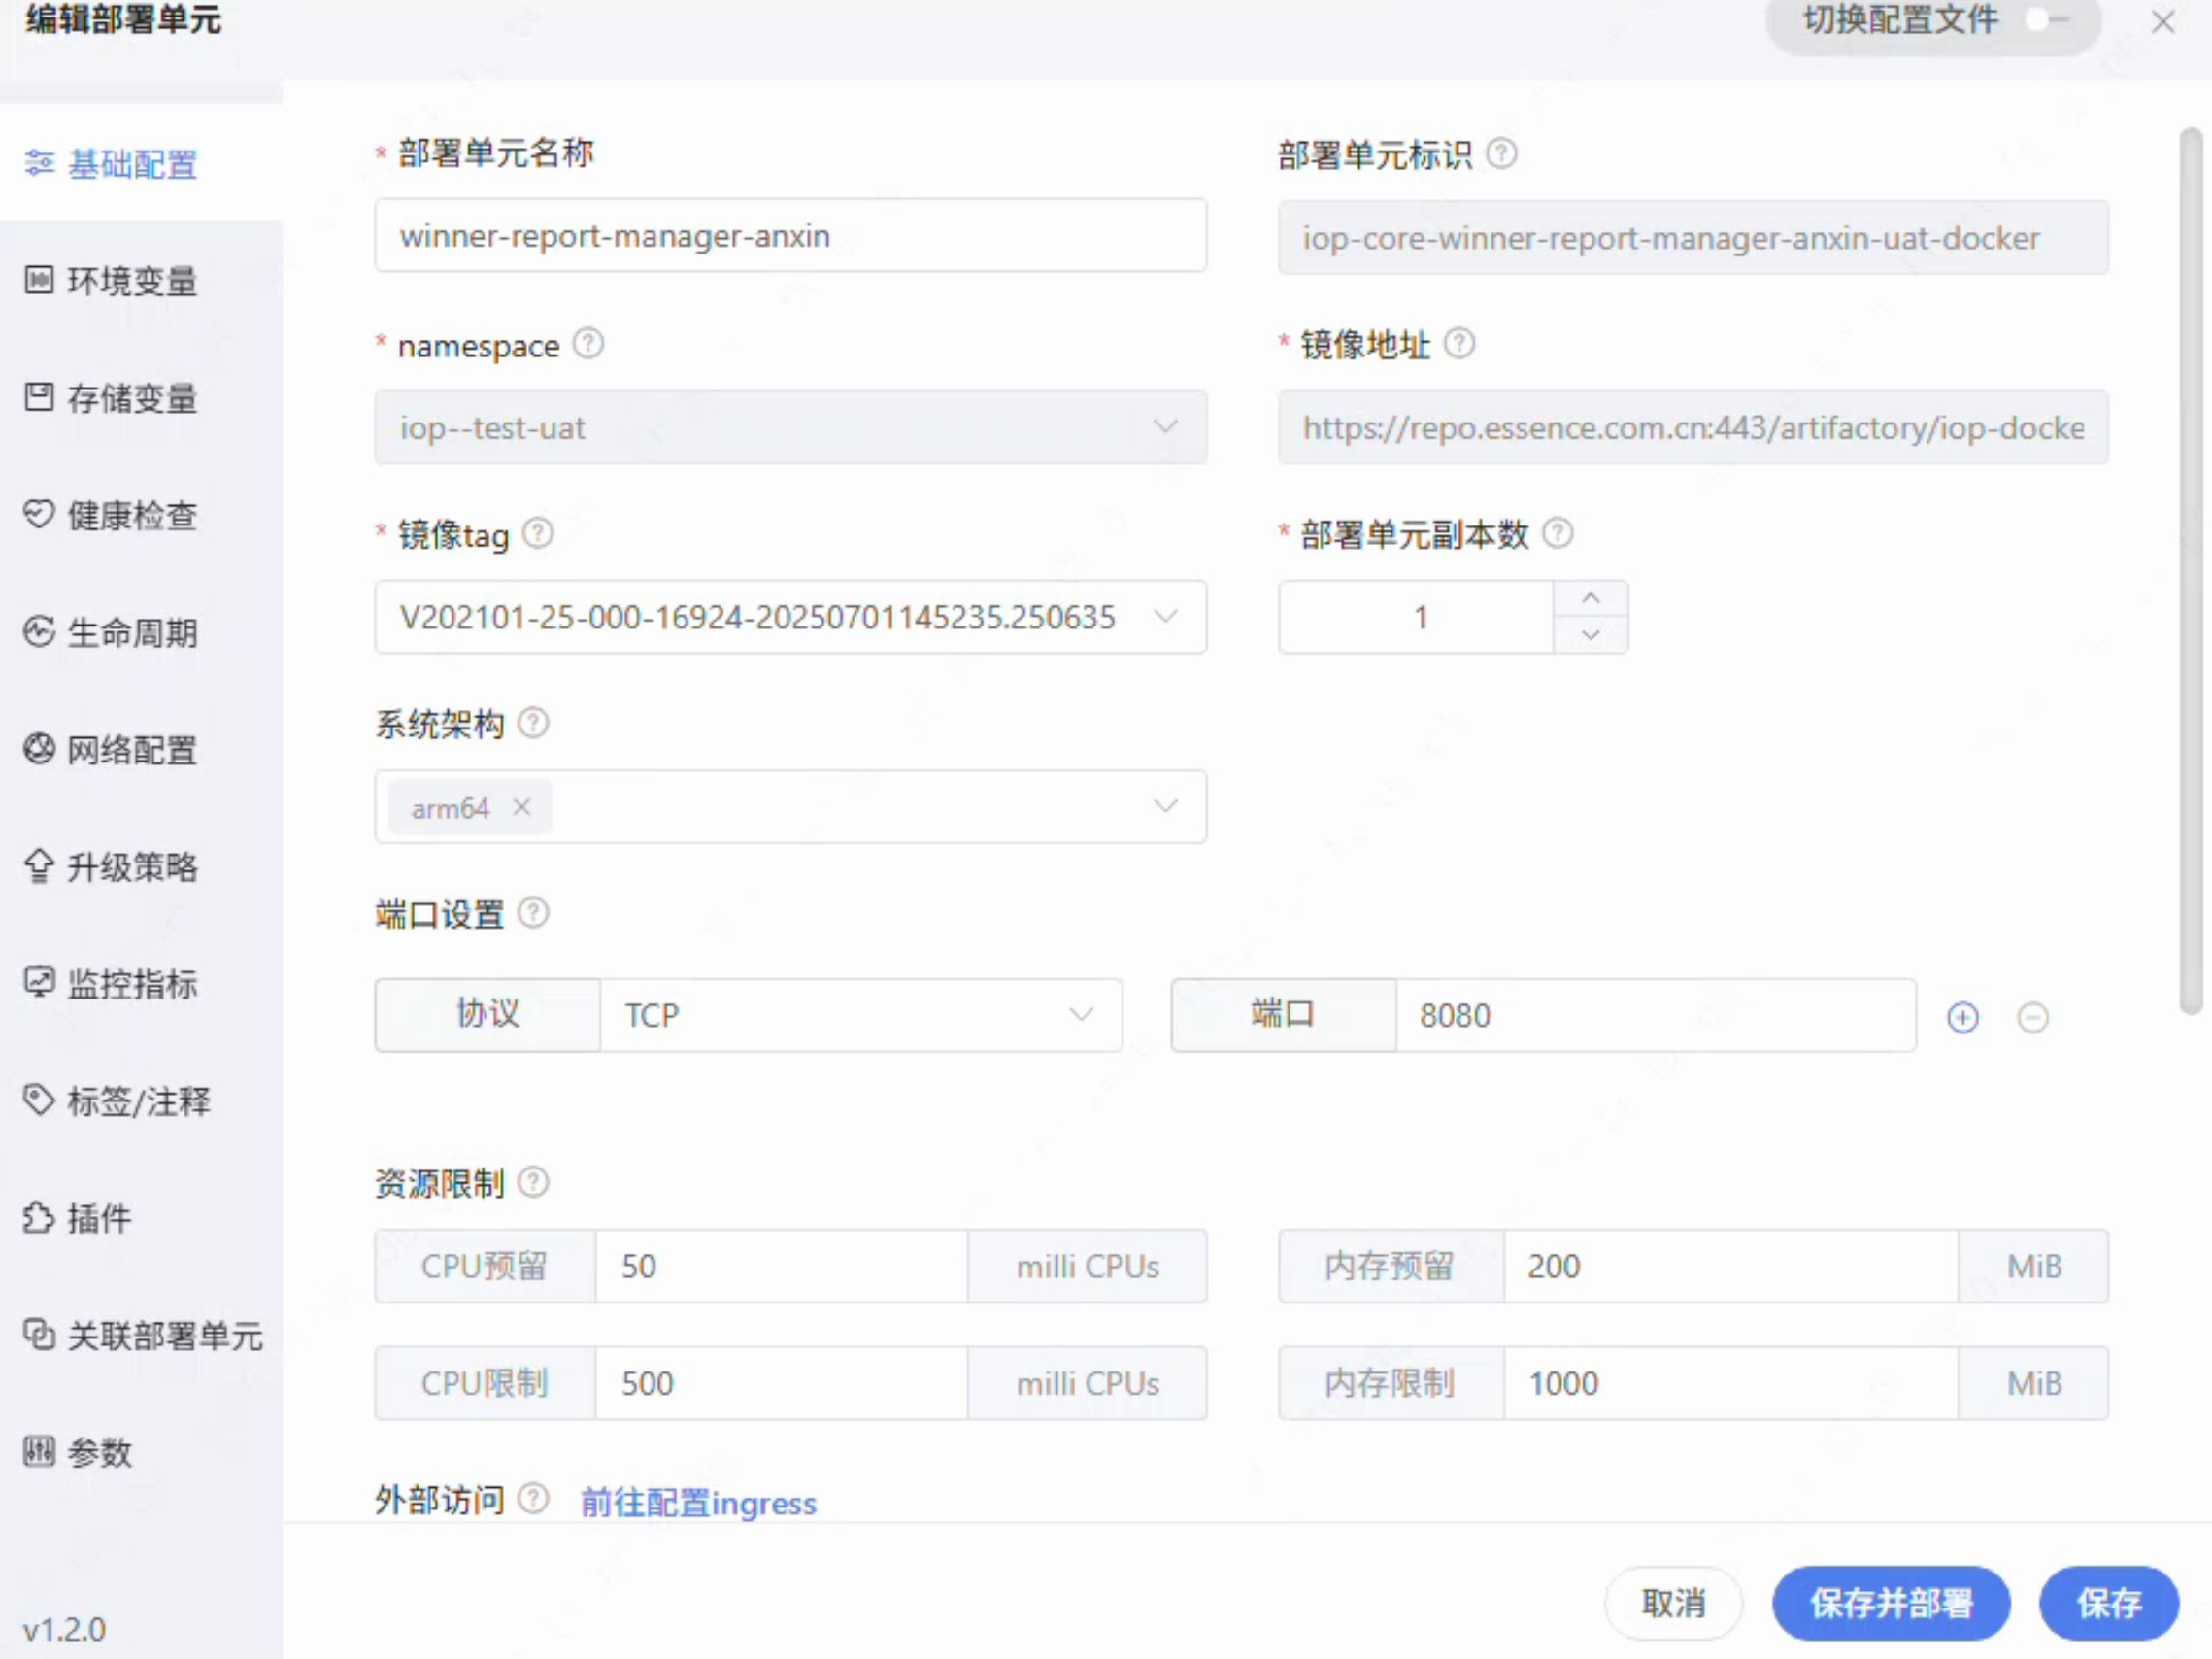 编辑部署单元
切换配置文件
基础配置
环境变量
存储变量
健康检查
生命周期
网络配置
升级策略
监控指标
标签/注释
插件
关联部署单元
参数
v1.2.0
* 部署单元名称
部署单元标识
winner-report-manager-anxin
iop-core-winner-report-manager-anxin-uat-docker
* namespace
* 镜像地址
iop--test-uat
https://repo.essence.com.cn:443/artifactory/iop-docke
* 镜像tag
* 部署单元副本数
V202101-25-000-16924-20250701145235.250635
1
系统架构
arm64
端口设置
协议 TCP 端口 8080
资源限制
CPU预留 50 milli CPUs 内存预留 200 MiB
CPU限制 500 milli CPUs 内存限制 1000 MiB
外部访问 前往配置ingress
取消 保存并部署 保存